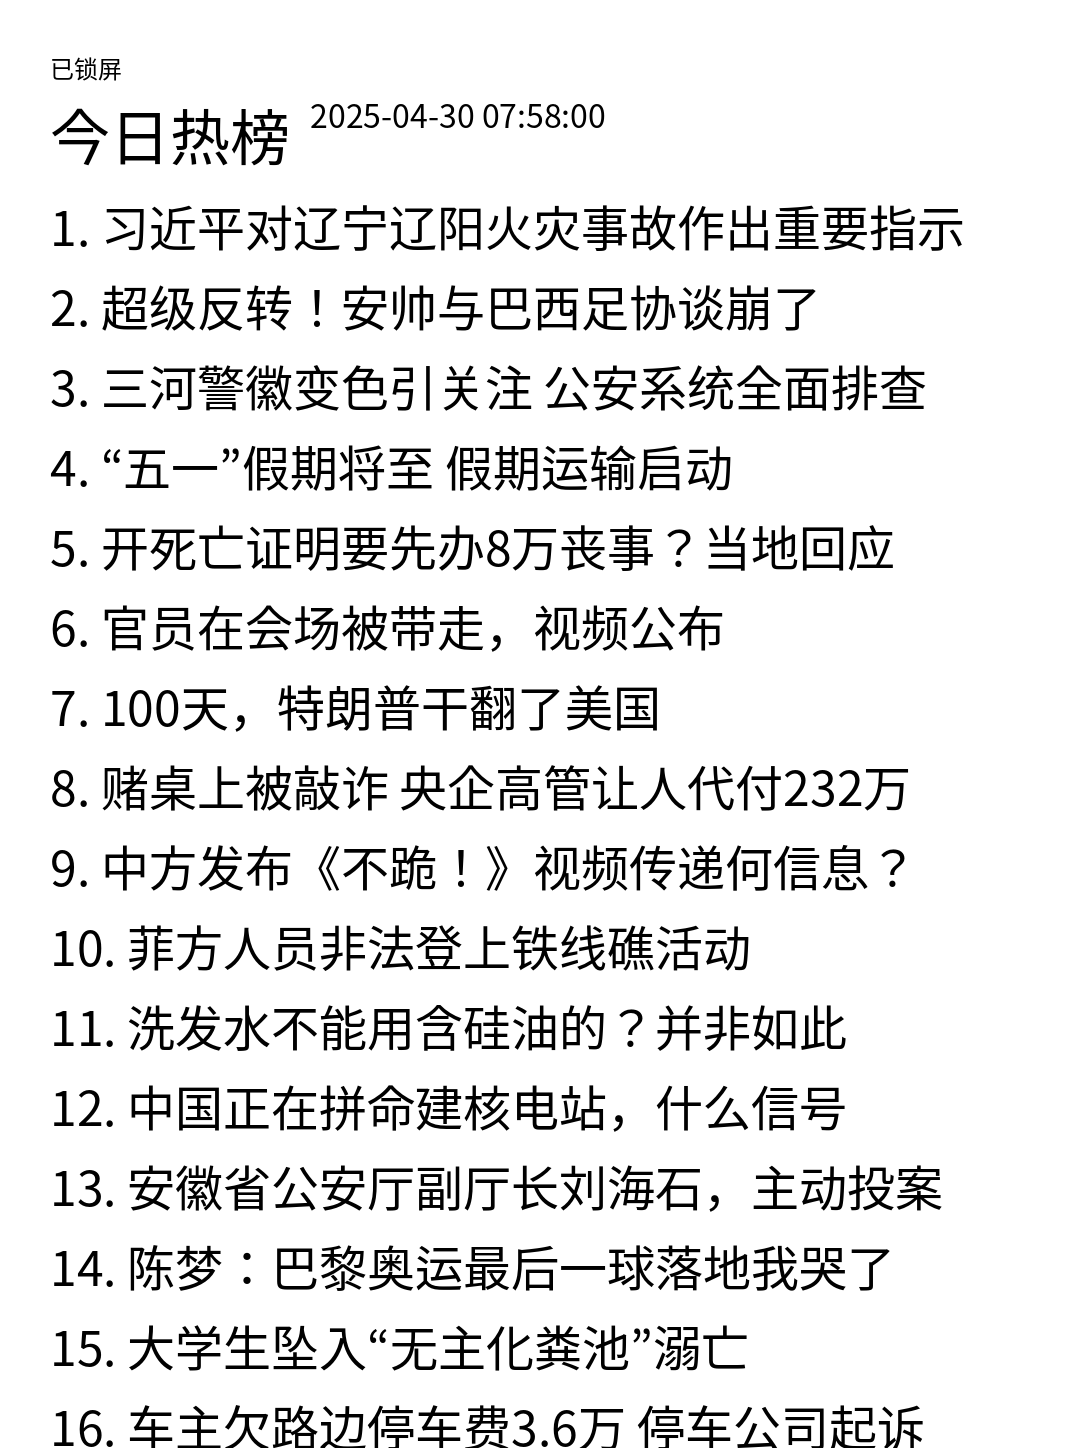 已锁屏
今日热榜 2025-04-30 07:58:00
1. 习近平对辽宁辽阳火灾事故作出重要指示
2. 超级反转！安帅与巴西足协谈崩了
3. 三河警徽变色引关注 公安系统全面排查
4. “五一”假期将至 假期运输启动
5. 开死亡证明要先办8万丧事？当地回应
6. 官员在会场被带走，视频公布
7. 100天，特朗普干翻了美国
8. 赌桌上被敲诈 央企高管让人代付232万
9. 中方发布《不跪！》视频传递何信息？
10. 菲方人员非法登上铁线礁活动
11. 洗发水不能用含硅油的？并非如此
12. 中国正在拼命建核电站，什么信号
13. 安徽省公安厅副厅长刘海石，主动投案
14. 陈梦：巴黎奥运最后一球落地我哭了
15. 大学生坠入“无主化粪池”溺亡
16. 车主欠路边停车费3.6万 停车公司起诉